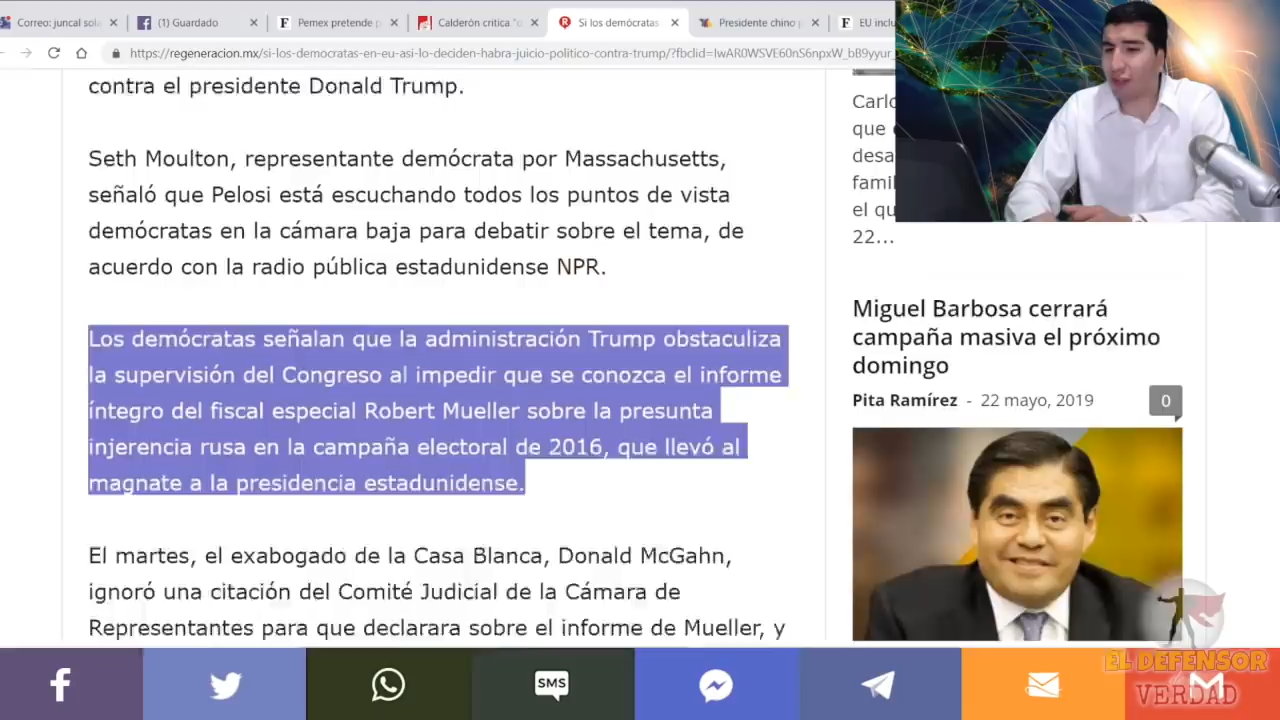 Correo: juncal sola
(1) Guardado
Pemex pretende p
Calderón critica "o
Si los demócratas
Presidente chino p
EU inclu
https://regeneracion.mx/si-los-democratas-en-eu-asi-lo-deciden-habra-juicio-politico-contra-trump/?fbclid=IwAR0WSVE60nS6npxW_bB9yyur_
contra el presidente Donald Trump.
Seth Moulton, representante demócrata por Massachusetts,
señaló que Pelosi está escuchando todos los puntos de vista
demócratas en la cámara baja para debatir sobre el tema, de
acuerdo con la radio pública estadunidense NPR.
Los demócratas señalan que la administración Trump obstaculiza
la supervisión del Congreso al impedir que se conozca el informe
íntegro del fiscal especial Robert Mueller sobre la presunta
injerencia rusa en la campaña electoral de 2016, que llevó al
magnate a la presidencia estadunidense.
El martes, el exabogado de la Casa Blanca, Donald McGahn,
ignoró una citación del Comité Judicial de la Cámara de
Representantes para que declarara sobre el informe de Mueller, y
Carlo
que
desa
famil
el qu
22...
Miguel Barbosa cerrará
campaña masiva el próximo
domingo
Pita Ramírez - 22 mayo, 2019
0
SMS
EL DEFENSOR
VERDAD